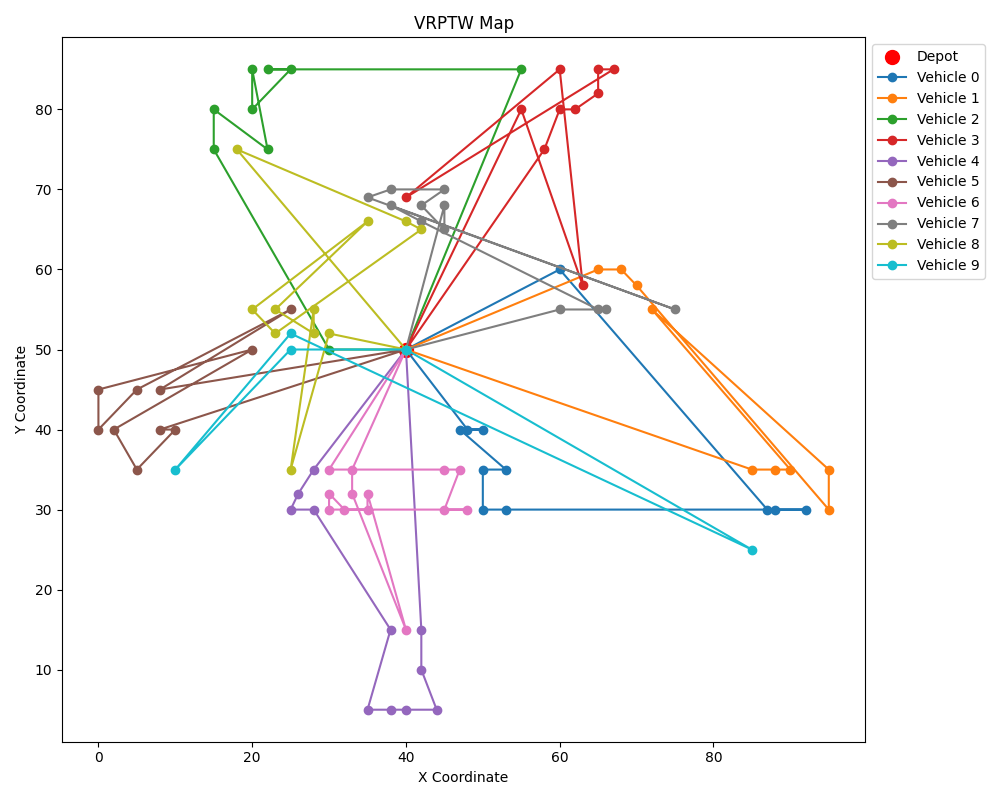 VRPTW Map
Depot
Vehicle 0
Vehicle 1
Vehicle 2
Vehicle 3
Vehicle 4
Vehicle 5
Vehicle 6
Vehicle 7
Vehicle 8
Vehicle 9
Y Coordinate
80
70
60
50
40
30
20
10
0 20 40 60 80
X Coordinate